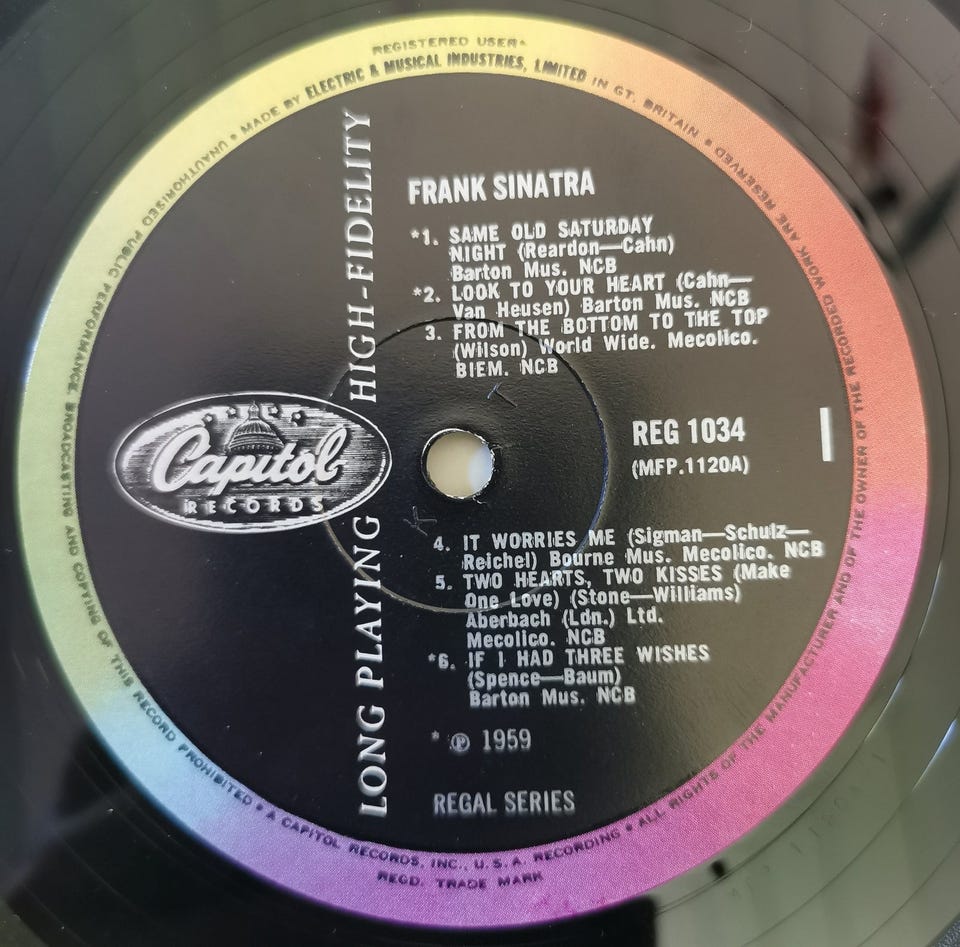 REGISTERED USER•
UNAUTHORISED PUBLIC PERFORMANCE, BROADCASTING AND COPYING OF THIS RECORD PROHIBITED • MADE BY ELECTRIC & MUSICAL INDUSTRIES, LIMITED IN GT. BRITAIN •
ALL RIGHTS OF THE MANUFACTURER AND OF THE OWNER OF THE RECORDED WORK ARE RESERVED •
LONG PLAYING HIGH-FIDELITY
FRANK SINATRA
*1. SAME OLD SATURDAY
NIGHT (Reardon—Cahn)
Barton Mus. NCB
*2. LOOK TO YOUR HEART (Cahn—
Van Heusen) Barton Mus. NCB
3. FROM THE BOTTOM TO THE TOP
(Wilson) World Wide. Mecolico.
BIEM. NCB
Capitol
RECORDS
REG 1034
(MFP.1120A)
1
4. IT WORRIES ME (Sigman—Schulz—
Reichel) Bourne Mus. Mecolico. NCB
5. TWO HEARTS, TWO KISSES (Make
One Love) (Stone—Williams)
Aberbach (Ldn.) Ltd.
Mecolico. NCB
*6. IF I HAD THREE WISHES
(Spence—Baum)
Barton Mus. NCB
* ℗ 1959
REGAL SERIES
• A CAPITOL RECORDS, INC., U.S.A. RECORDING •
REGD. TRADE MARK